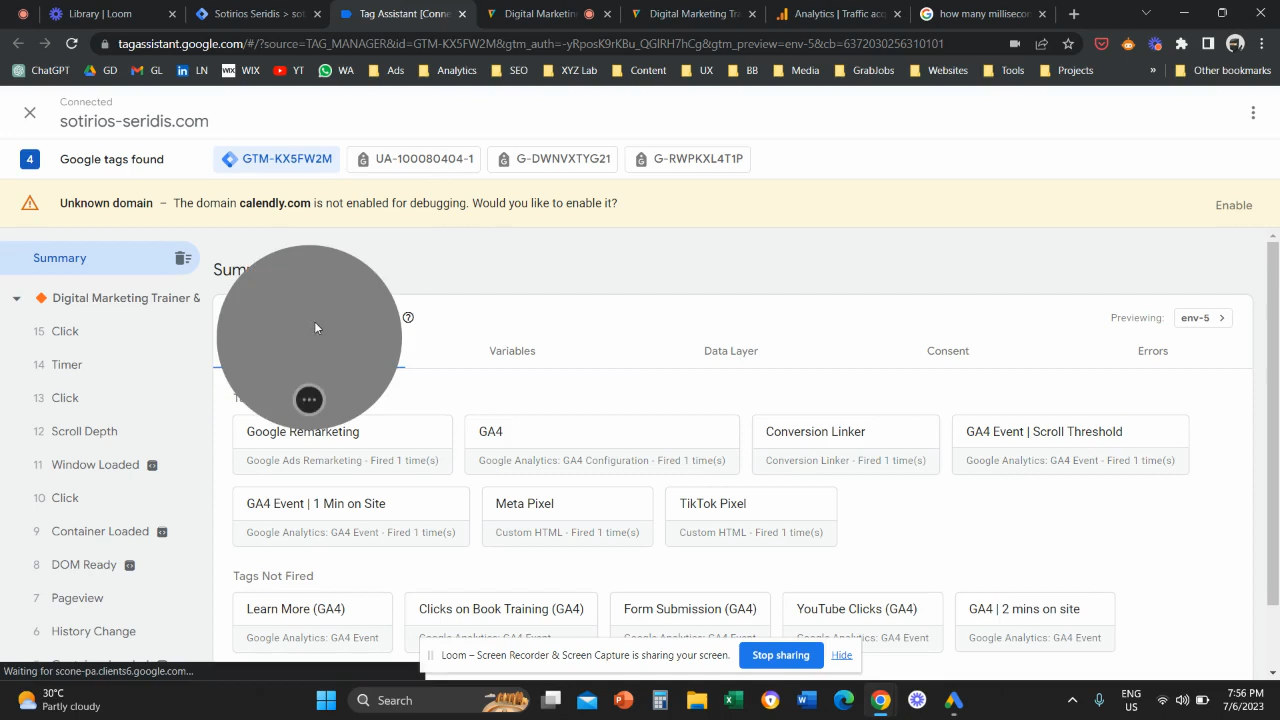 Library | Loom
Sotirios Seridis > sot
Tag Assistant [Conne
Digital Marketin
Digital Marketing Tra
Analytics | Traffic acq
how many millisecon
tagassistant.google.com/#/?source=TAG_MANAGER&id=GTM-KX5FW2M&gtm_auth=-yRposK9rKBu_QGlRH7hCg&gtm_preview=env-5&cb=6372030256310101
ChatGPT GD GL LN WIX YT WA Ads Analytics SEO XYZ Lab Content UX BB Media GrabJobs Websites Tools Projects » Other bookmarks
Connected
sotirios-seridis.com
4 Google tags found GTM-KX5FW2M UA-100080404-1 G-DWNVXTYG21 G-RWPKXL4T1P
Unknown domain – The domain calendly.com is not enabled for debugging. Would you like to enable it? Enable
Summary
Digital Marketing Trainer &
15 Click
14 Timer
13 Click
12 Scroll Depth
11 Window Loaded
10 Click
9 Container Loaded
8 DOM Ready
7 Pageview
6 History Change
Previewing: env-5
Variables Data Layer Consent Errors
Google Remarketing
Google Ads Remarketing - Fired 1 time(s)
GA4
Google Analytics: GA4 Configuration - Fired 1 time(s)
Conversion Linker
Conversion Linker - Fired 1 time(s)
GA4 Event | Scroll Threshold
Google Analytics: GA4 Event - Fired 1 time(s)
GA4 Event | 1 Min on Site
Google Analytics: GA4 Event - Fired 1 time(s)
Meta Pixel
Custom HTML - Fired 1 time(s)
TikTok Pixel
Custom HTML - Fired 1 time(s)
Tags Not Fired
Learn More (GA4)
Google Analytics: GA4 Event
Clicks on Book Training (GA4)
Form Submission (GA4)
YouTube Clicks (GA4)
GA4 | 2 mins on site
Google Analytics: GA4 Event
Loom – Screen Recorder & Screen Capture is sharing your screen. Stop sharing Hide
Waiting for scone-pa.clients6.google.com...
30°C
Partly cloudy
Search
ENG
US
7:56 PM
7/6/2023